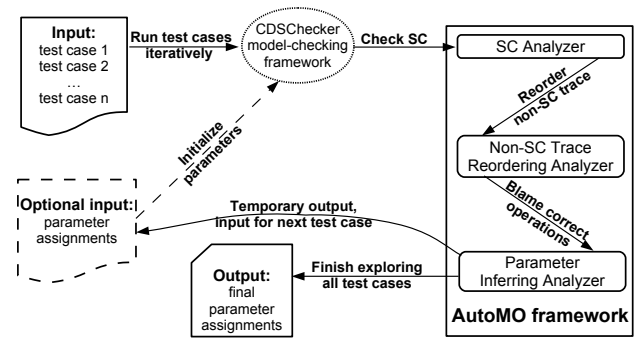 Input:
test case 1
test case 2
...
test case n
Run test cases
iteratively
CDSChecker
model-checking
framework
Check SC
SC Analyzer
Reorder
non-SC trace
Non-SC Trace
Reordering Analyzer
Blame correct
operations
Parameter
Inferring Analyzer
AutoMO framework
Initialize
parameters
Optional input:
parameter
assignments
Temporary output,
input for next test case
Output:
final
parameter
assignments
Finish exploring
all test cases